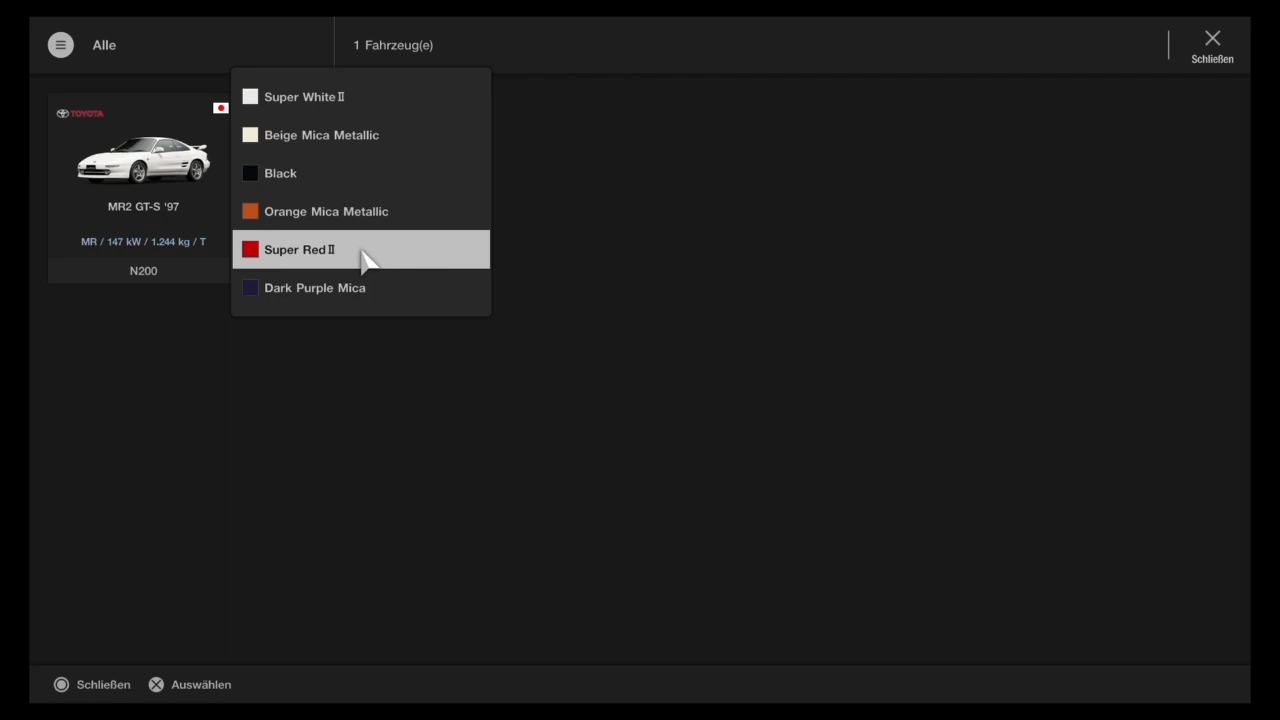 Alle
1 Fahrzeug(e)
Schließen
TOYOTA
MR2 GT-S '97
MR / 147 kW / 1.244 kg / T
N200
Super White Ⅱ
Beige Mica Metallic
Black
Orange Mica Metallic
Super Red Ⅱ
Dark Purple Mica
Schließen
Auswählen